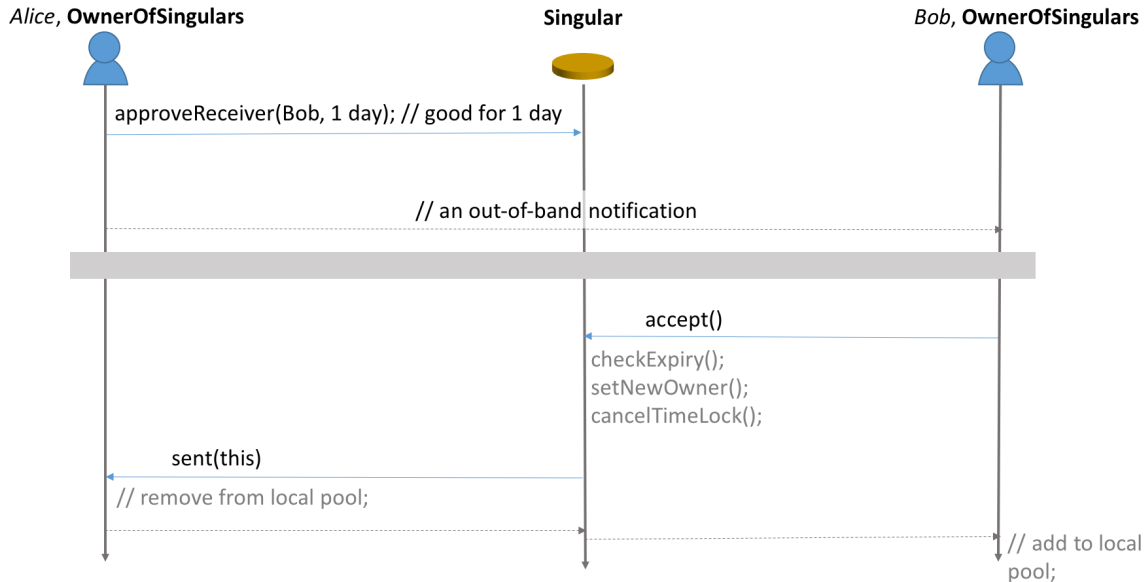 Alice, OwnerOfSingulars
Singular
Bob, OwnerOfSingulars
approveReceiver(Bob, 1 day); // good for 1 day
// an out-of-band notification
accept()
checkExpiry();
setNewOwner();
cancelTimeLock();
sent(this)
// remove from local pool;
// add to local
pool;